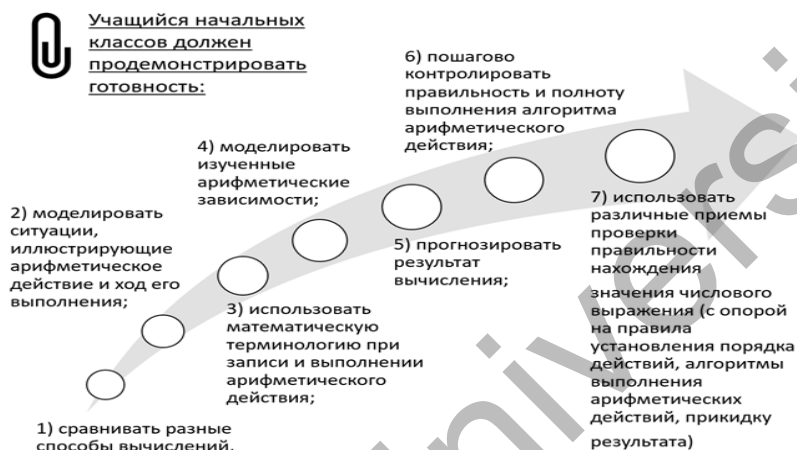 Учащийся начальных
классов должен
продемонстрировать
готовность:
1) сравнивать разные
способы вычислений,
2) моделировать
ситуации,
иллюстрирующие
арифметическое
действие и ход его
выполнения;
3) использовать
математическую
терминологию при
записи и выполнении
арифметического
действия;
4) моделировать
изученные
арифметические
зависимости;
5) прогнозировать
результат
вычисления;
6) пошагово
контролировать
правильность и полноту
выполнения алгоритма
арифметического
действия;
7) использовать
различные приемы
проверки
правильности
нахождения
значения числового
выражения (с опорой
на правила
установления порядка
действий, алгоритмы
выполнения
арифметических
действий, прикидку
результата)